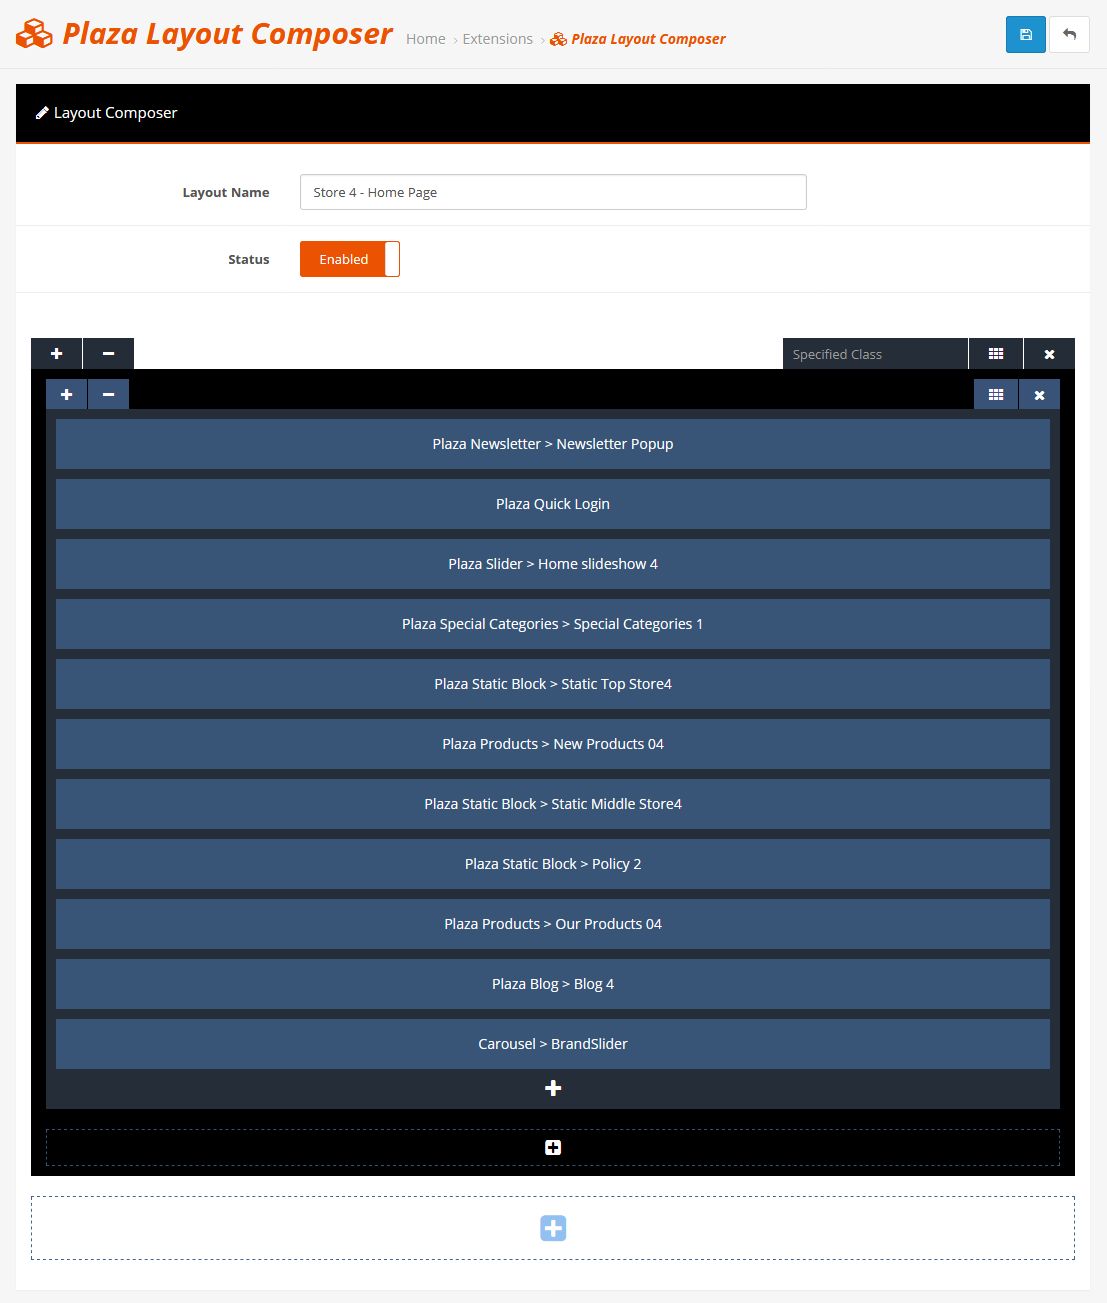 Plaza Layout Composer Home › Extensions › Plaza Layout Composer
Layout Composer
Layout Name Store 4 - Home Page
Status Enabled
Specified Class
Plaza Newsletter > Newsletter Popup
Plaza Quick Login
Plaza Slider > Home slideshow 4
Plaza Special Categories > Special Categories 1
Plaza Static Block > Static Top Store4
Plaza Products > New Products 04
Plaza Static Block > Static Middle Store4
Plaza Static Block > Policy 2
Plaza Products > Our Products 04
Plaza Blog > Blog 4
Carousel > BrandSlider